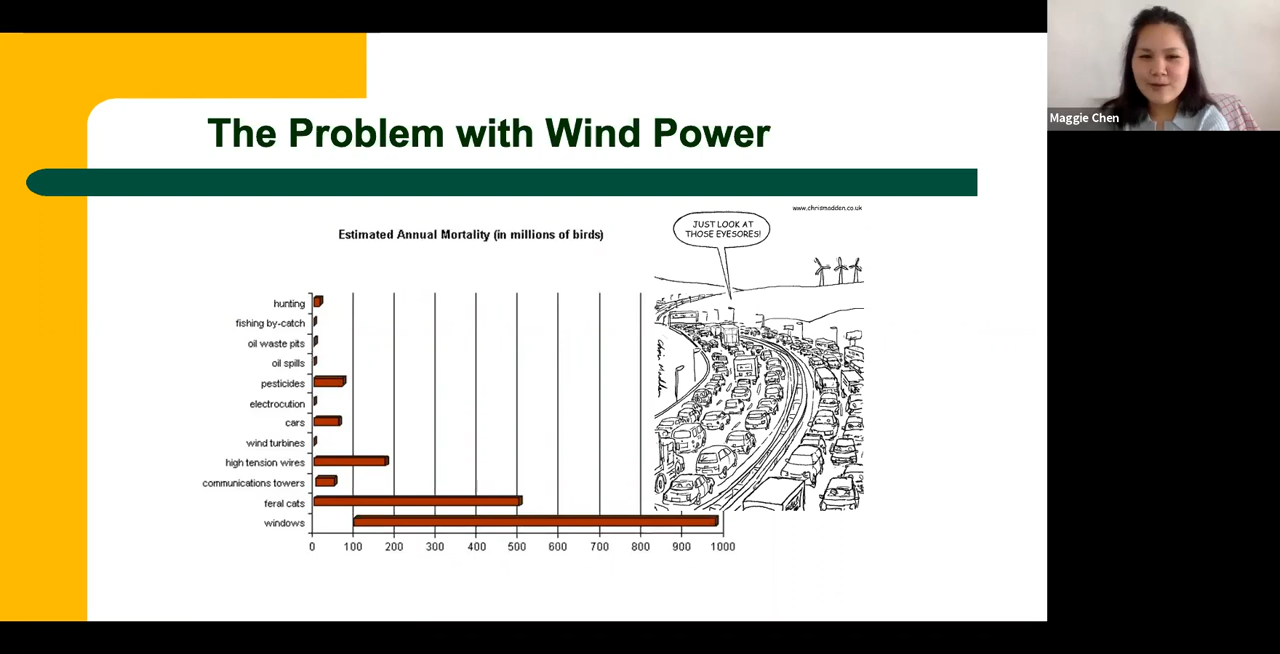 Maggie Chen
The Problem with Wind Power
www.chrismadden.co.uk
JUST LOOK AT
THOSE EYESORES!
Estimated Annual Mortality (in millions of birds)
hunting
fishing by-catch
oil waste pits
oil spills
pesticides
electrocution
cars
wind turbines
high tension wires
communications towers
feral cats
windows
0 100 200 300 400 500 600 700 800 900 1000
Chris Madden